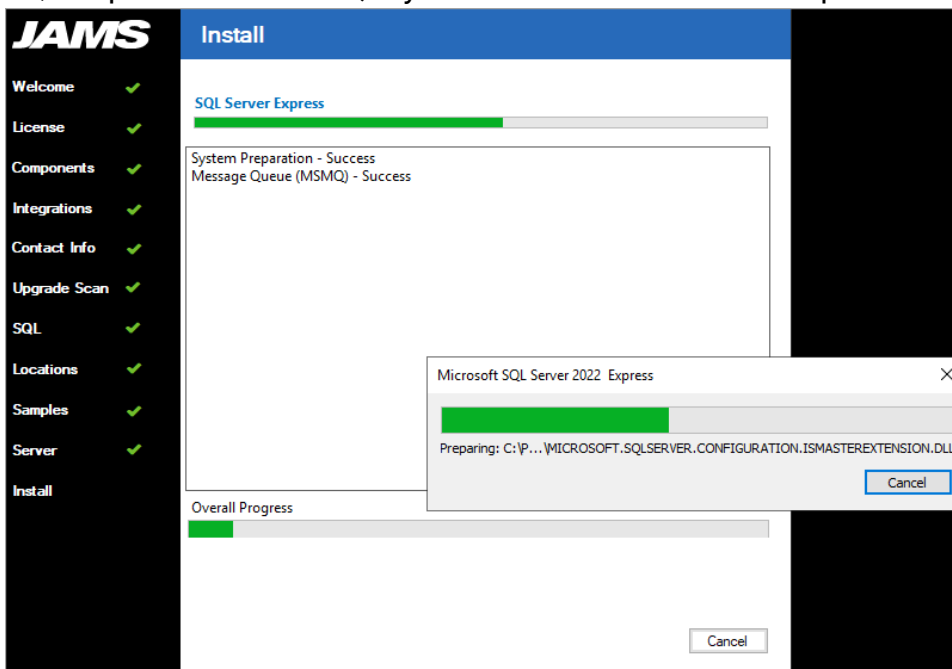 JAMS
Install
Welcome
License
Components
Integrations
Contact Info
Upgrade Scan
SQL
Locations
Samples
Server
Install
SQL Server Express
System Preparation - Success
Message Queue (MSMQ) - Success
Microsoft SQL Server 2022 Express
Preparing: C:\P...\MICROSOFT.SQLSERVER.CONFIGURATION.ISMASTEREXTENSION.DLL
Cancel
Overall Progress
Cancel